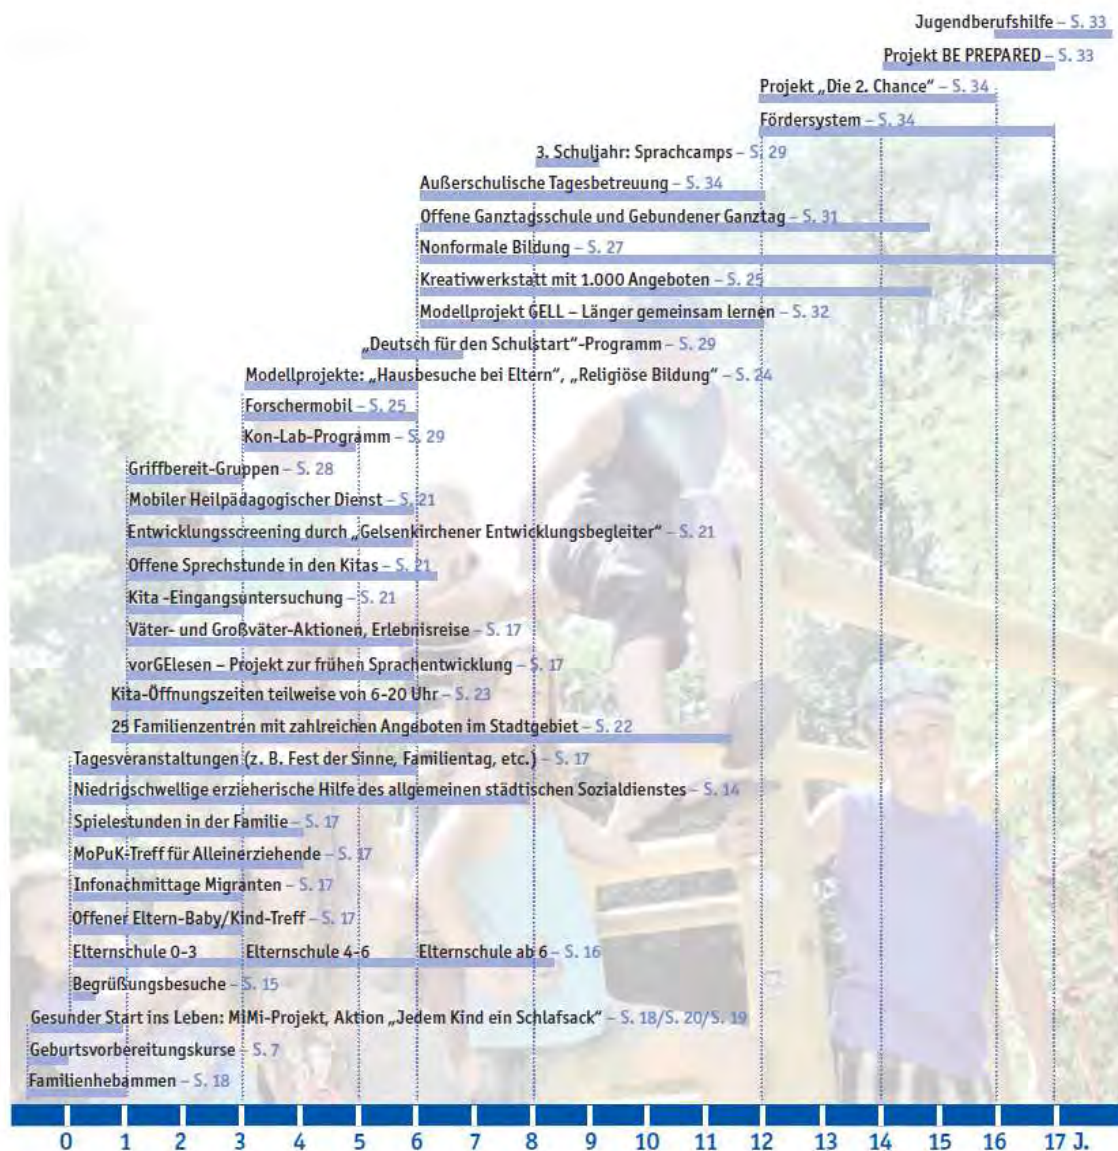 Jugendberufshilfe – S. 33
Projekt BE PREPARED – S. 33
Projekt „Die 2. Chance“ – S. 34
Fördersystem – S. 34
3. Schuljahr: Sprachcamps – S. 29
Außerschulische Tagesbetreuung – S. 34
Offene Ganztagsschule und Gebundener Ganztag – S. 31
Nonformale Bildung – S. 27
Kreativwerkstatt mit 1.000 Angeboten – S. 25
Modellprojekt GELL – Länger gemeinsam lernen – S. 32
„Deutsch für den Schulstart“-Programm – S. 29
Modellprojekte: „Hausbesuche bei Eltern“, „Religiöse Bildung“ – S. 24
Forschermobil – S. 25
Kon-Lab-Programm – S. 29
Griffbereit-Gruppen – S. 28
Mobiler Heilpädagogischer Dienst – S. 21
Entwicklungsscreening durch „Gelsenkirchener Entwicklungsbegleiter“ – S. 21
Offene Sprechstunde in den Kitas – S. 21
Kita -Eingangsuntersuchung – S. 21
Väter- und Großväter-Aktionen, Erlebnisreise – S. 17
vorGElesen – Projekt zur frühen Sprachentwicklung – S. 17
Kita-Öffnungszeiten teilweise von 6-20 Uhr – S. 23
25 Familienzentren mit zahlreichen Angeboten im Stadtgebiet – S. 22
Tagesveranstaltungen (z. B. Fest der Sinne, Familientag, etc.) – S. 17
Niedrigschwellige erzieherische Hilfe des allgemeinen städtischen Sozialdienstes – S. 14
Spielestunden in der Familie – S. 17
MoPuK-Treff für Alleinerziehende – S. 17
Infonachmittage Migranten – S. 17
Offener Eltern-Baby/Kind-Treff – S. 17
Elternschule 0-3 Elternschule 4-6 Elternschule ab 6 – S. 16
Begrüßungsbesuche – S. 15
Gesunder Start ins Leben: MiMi-Projekt, Aktion „Jedem Kind ein Schlafsack“ – S. 18/S. 20/S. 19
Geburtsvorbereitungskurse – S. 7
Familienhebammen – S. 18
0 1 2 3 4 5 6 7 8 9 10 11 12 13 14 15 16 17 J.